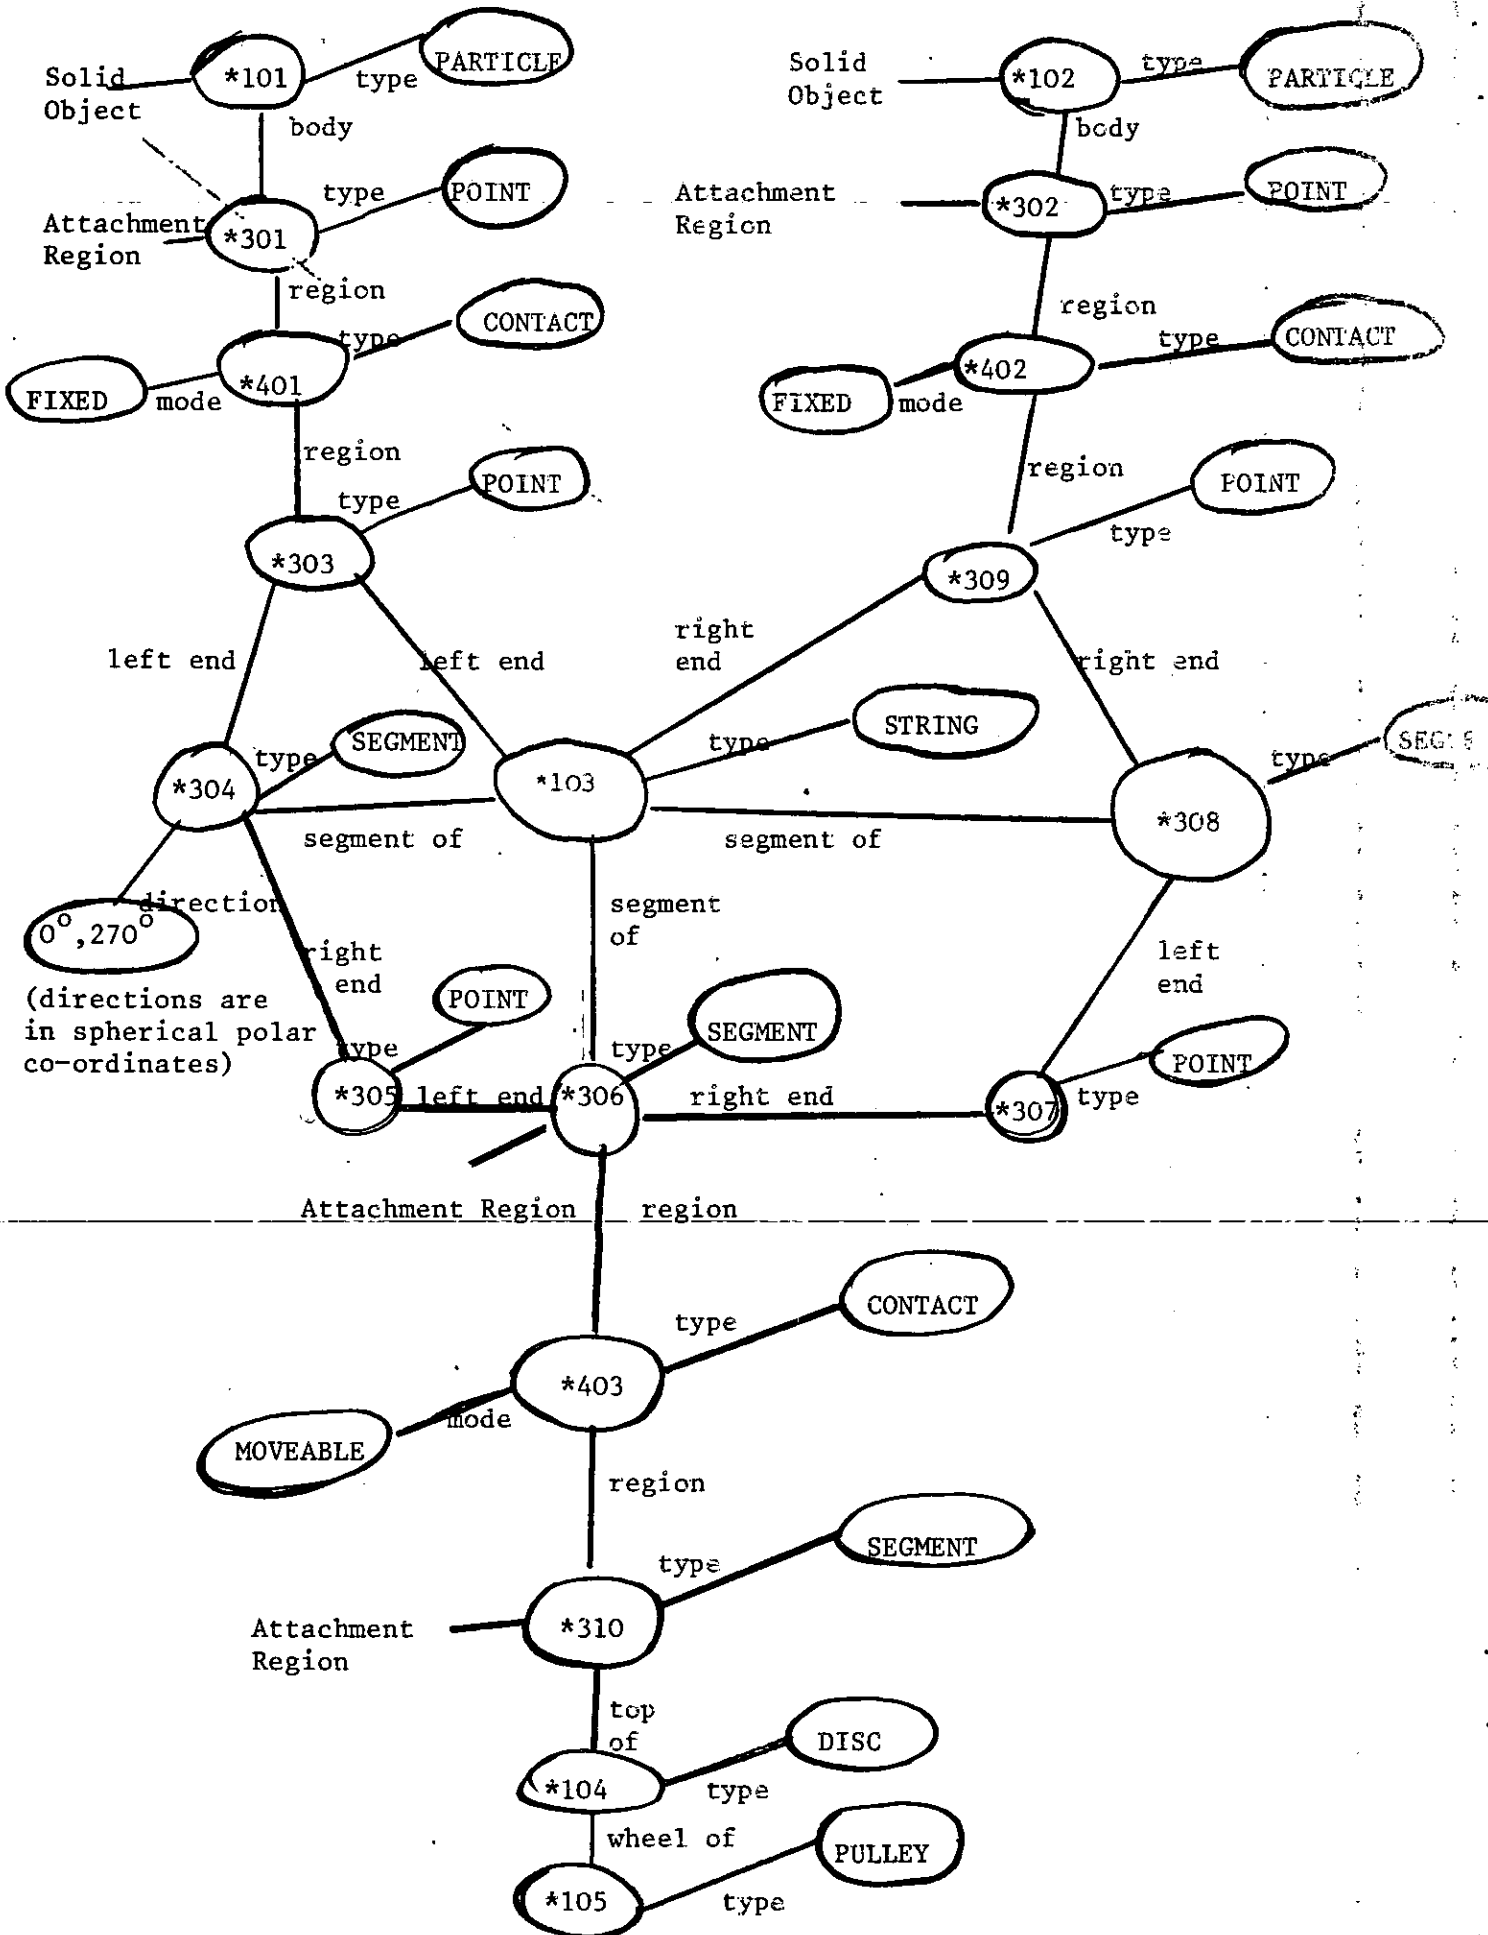 *101
PARTICLE
type
Solid
Object
body
*102
type
PARTICLE
Solid
Object
body
*301
type
POINT
Attachment
Region
region
*302
type
POINT
Attachment
Region
region
*401
type
CONTACT
FIXED
mode
region
*402
type
CONTACT
FIXED
mode
region
*303
type
POINT
left end
left end
*309
POINT
type
right
end
right end
*304
type
SEGMENT
segment of
*103
type
STRING
segment of
*308
type
direction
0°,270°
(directions are
in spherical polar
co-ordinates)
right
end
segment
of
left
end
*305
type
POINT
left end
*306
type
SEGMENT
right end
*307
type
POINT
Attachment Region
region
*403
type
CONTACT
MOVEABLE
mode
region
*310
type
SEGMENT
Attachment
Region
top
of
*104
type
DISC
wheel of
*105
type
PULLEY